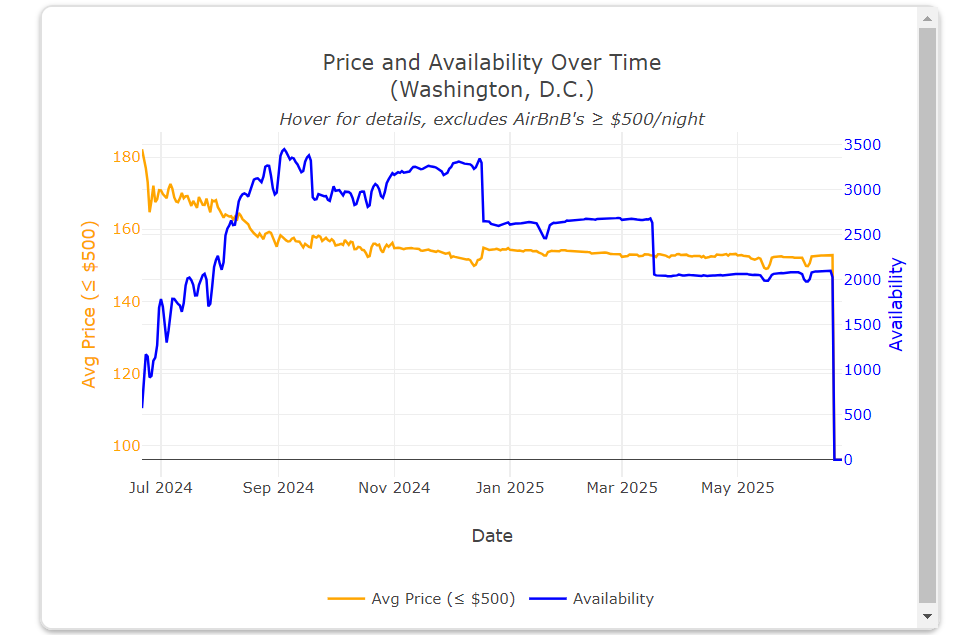 Price and Availability Over Time
(Washington, D.C.)
Hover for details, excludes AirBnB's ≥ $500/night
Avg Price (≤ $500)
180
160
140
120
100
3500
3000
2500
2000
1500
1000
500
0
Availability
Jul 2024
Sep 2024
Nov 2024
Jan 2025
Mar 2025
May 2025
Date
Avg Price (≤ $500)
Availability